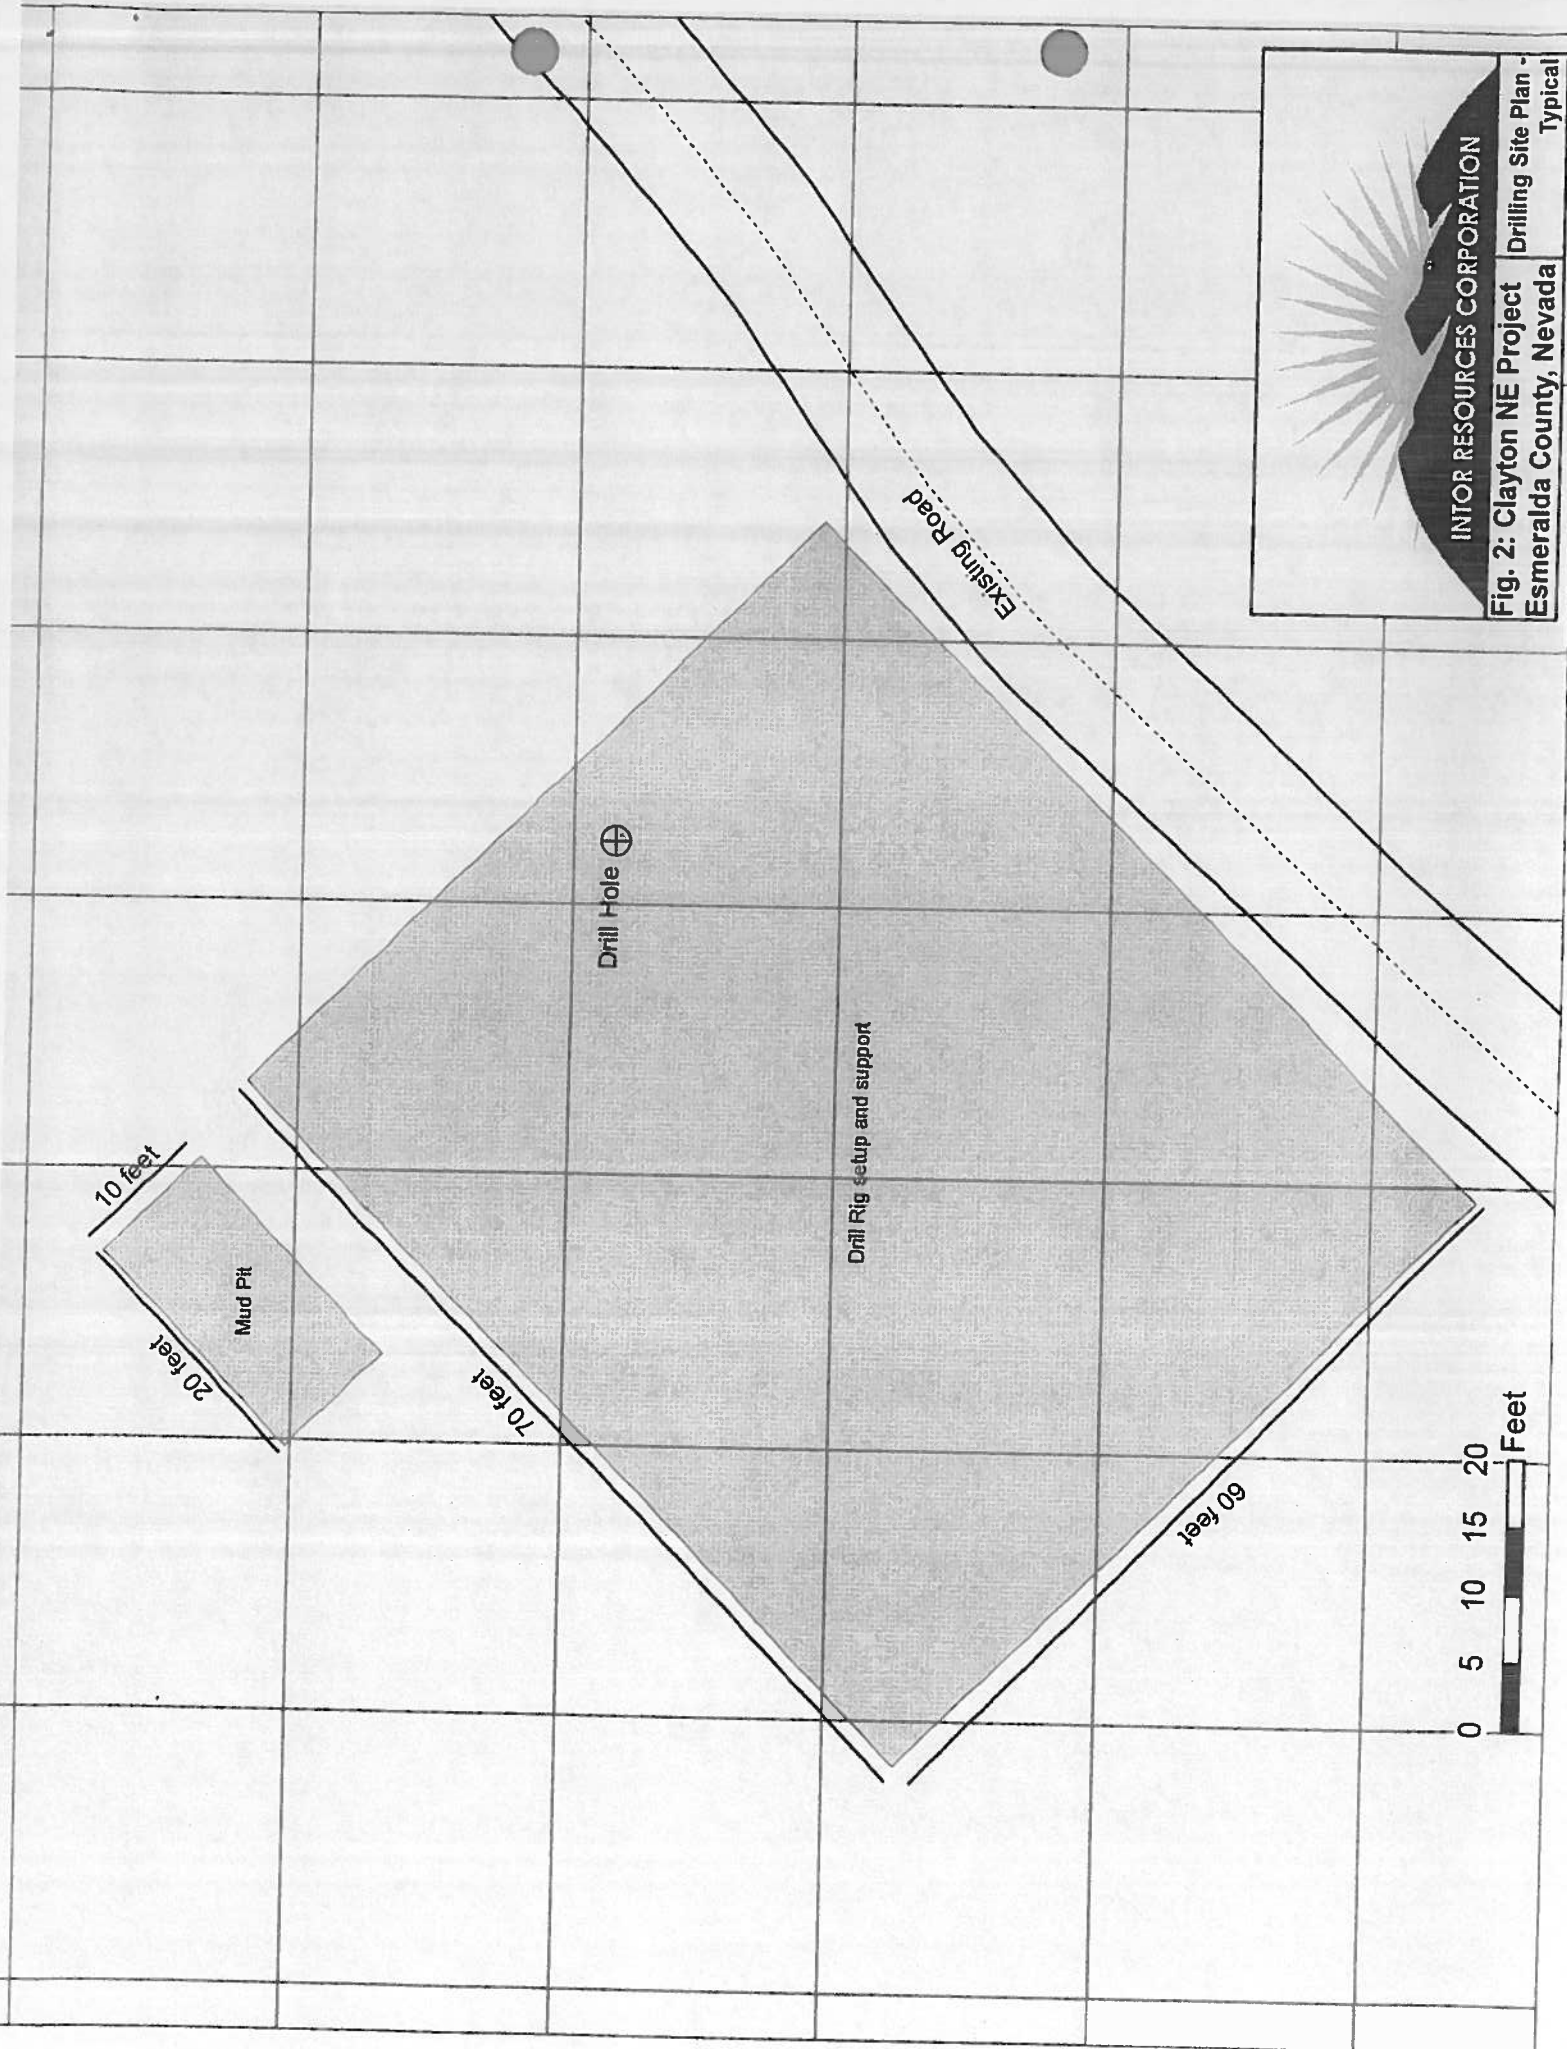 10 feet
20 feet
Mud Pit
70 feet
Drill Hole
Drill Rig setup and support
Existing Road
60 feet
0 5 10 15 20
Feet
INTOR RESOURCES CORPORATION
Fig. 2: Clayton NE Project
Esmeralda County, Nevada
Drilling Site Plan -
Typical